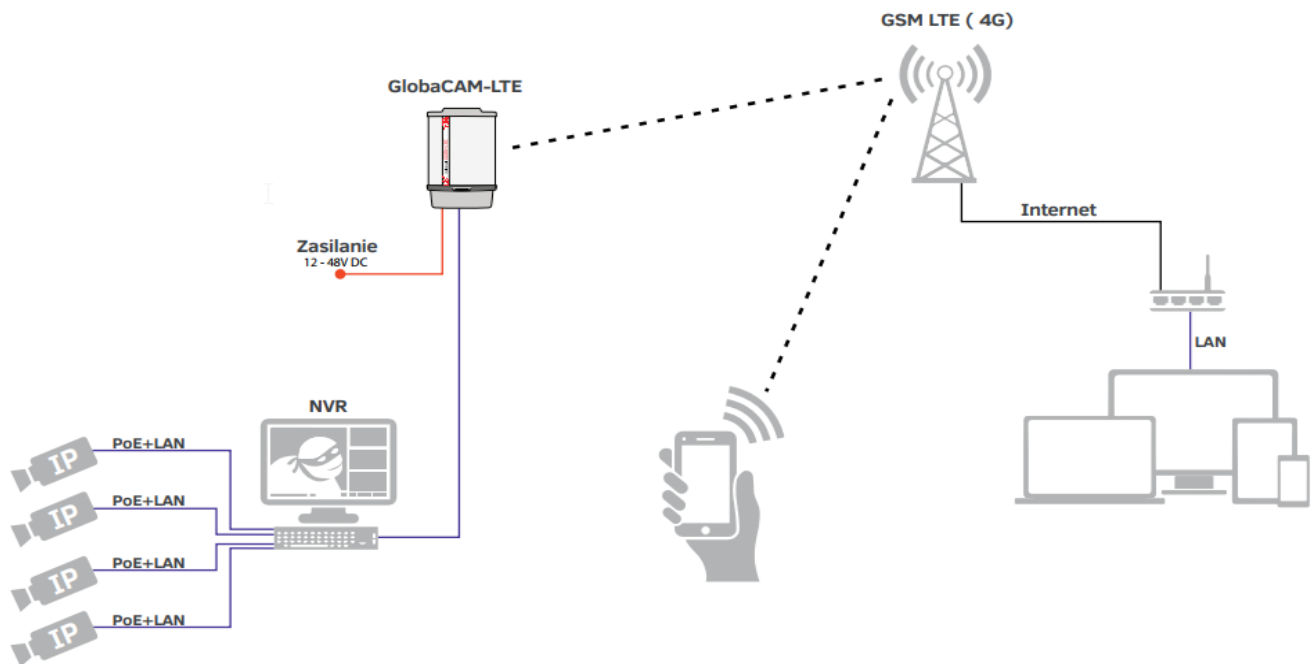 GSM LTE ( 4G)
GlobaCAM-LTE
Internet
Zasilanie
12 - 48V DC
LAN
NVR
PoE+LAN
IP
PoE+LAN
IP
PoE+LAN
IP
PoE+LAN
IP